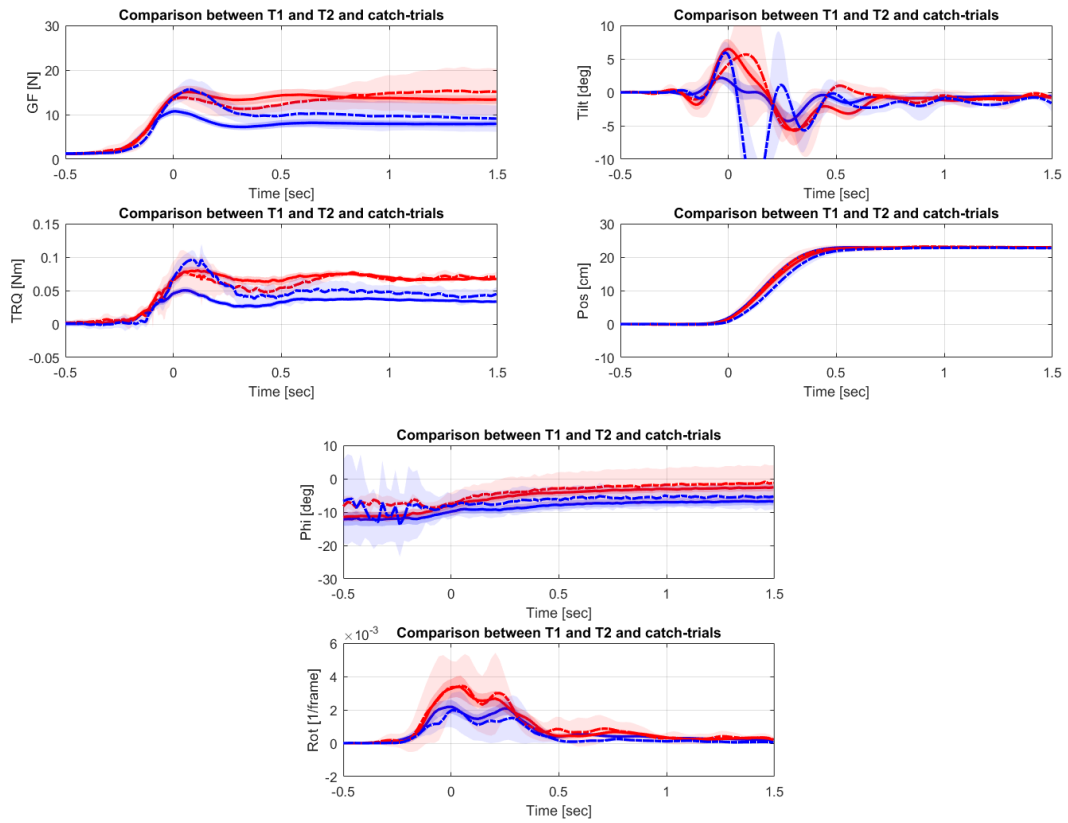 Comparison between T1 and T2 and catch-trials
GF [N]
30
20
10
0
-0.5 0 0.5 1 1.5
Time [sec]
Comparison between T1 and T2 and catch-trials
Tilt [deg]
10
5
0
-5
-10
-0.5 0 0.5 1 1.5
Time [sec]
Comparison between T1 and T2 and catch-trials
TRQ [Nm]
0.15
0.1
0.05
0
-0.05
-0.5 0 0.5 1 1.5
Time [sec]
Comparison between T1 and T2 and catch-trials
Pos [cm]
30
20
10
0
-10
-0.5 0 0.5 1 1.5
Time [sec]
Comparison between T1 and T2 and catch-trials
Phi [deg]
10
0
-10
-20
-30
-0.5 0 0.5 1 1.5
Time [sec]
Comparison between T1 and T2 and catch-trials
×10⁻³
Rot [1/frame]
6
4
2
0
-2
-0.5 0 0.5 1 1.5
Time [sec]